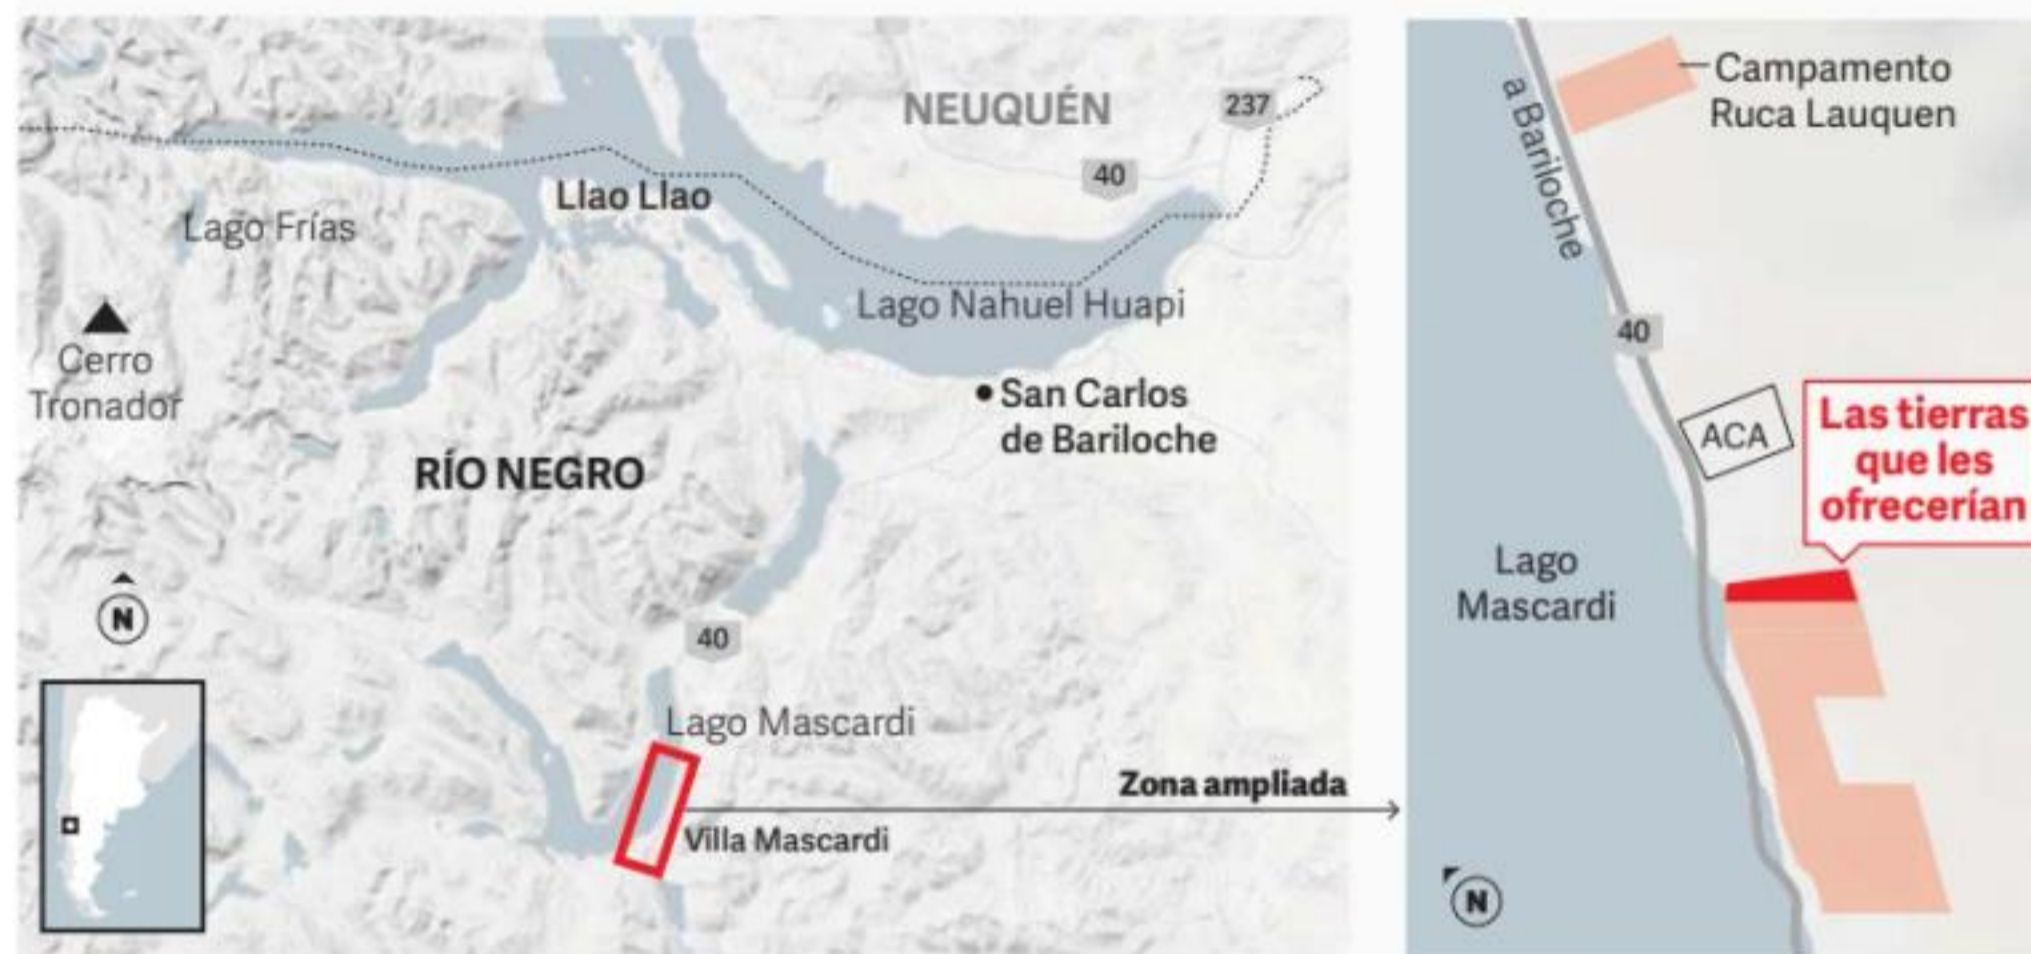 NEUQUÉN
237
40
Llao Llao
Lago Frías
Lago Nahuel Huapi
Cerro
Tronador
San Carlos
de Bariloche
RÍO NEGRO
N
40
Lago Mascardi
Zona ampliada
Villa Mascardi
Campamento
Ruca Lauquen
a Bariloche
40
ACA
Las tierras
que les
ofrecerían
Lago
Mascardi
N